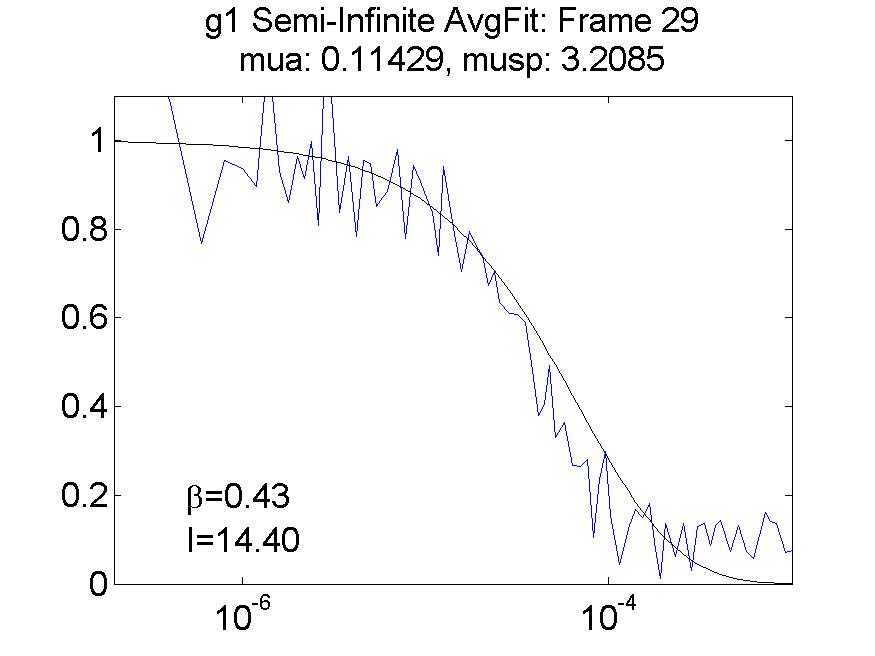 g1 Semi-Infinite AvgFit: Frame 29
mua: 0.11429, musp: 3.2085
1
0.8
0.6
0.4
0.2
0
β=0.43
I=14.40
10^-6
10^-4